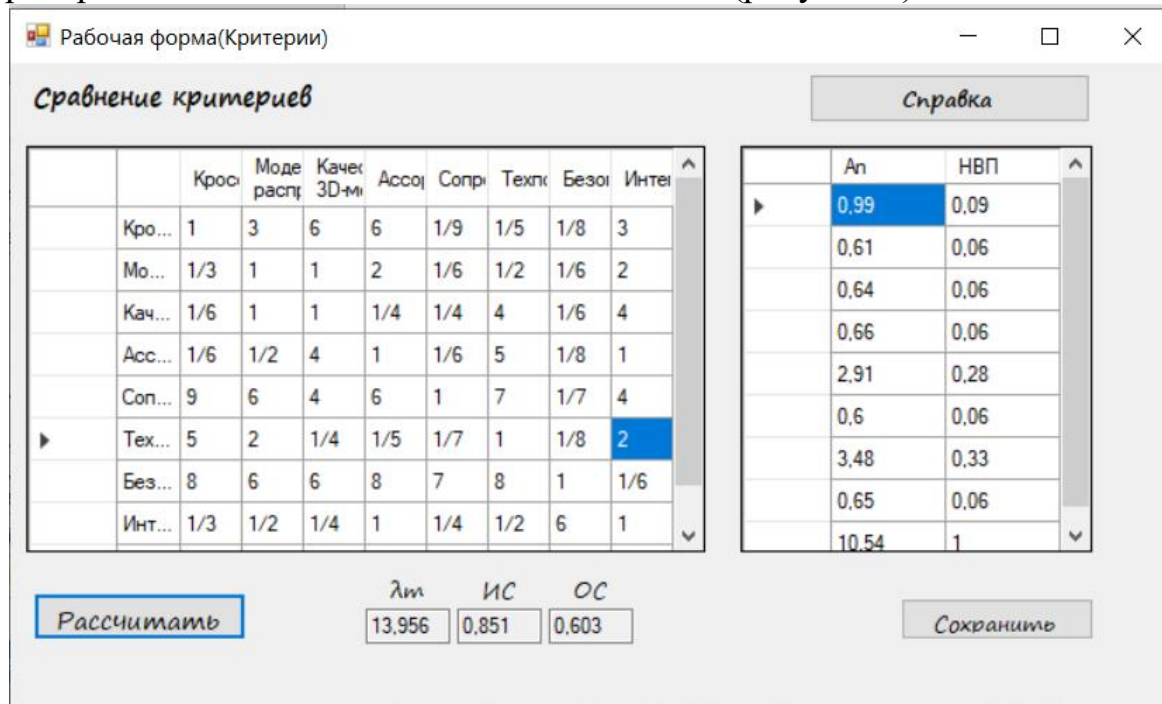 Рабочая форма(Критерии)
Сравнение критериев
Справка
Моде Каче
Крос Ассо Сопр Техпо Безо Интег
распр 3D-мо
Кро... 1 3 6 6 1/9 1/5 1/8 3
Мо... 1/3 1 1 2 1/6 1/2 1/6 2
Кач... 1/6 1 1 1/4 1/4 4 1/6 4
Асс... 1/6 1/2 4 1 1/6 5 1/8 1
Соп... 9 6 4 6 1 7 1/7 4
Тех... 5 2 1/4 1/5 1/7 1 1/8 2
Без... 8 6 6 8 7 8 1 1/6
Инт... 1/3 1/2 1/4 1 1/4 1/2 6 1
An НВП
0,99 0,09
0,61 0,06
0,64 0,06
0,66 0,06
2,91 0,28
0,6 0,06
3,48 0,33
0,65 0,06
10,54 1
λm ИС ОС
Рассчитать 13,956 0,851 0,603 Сохранить